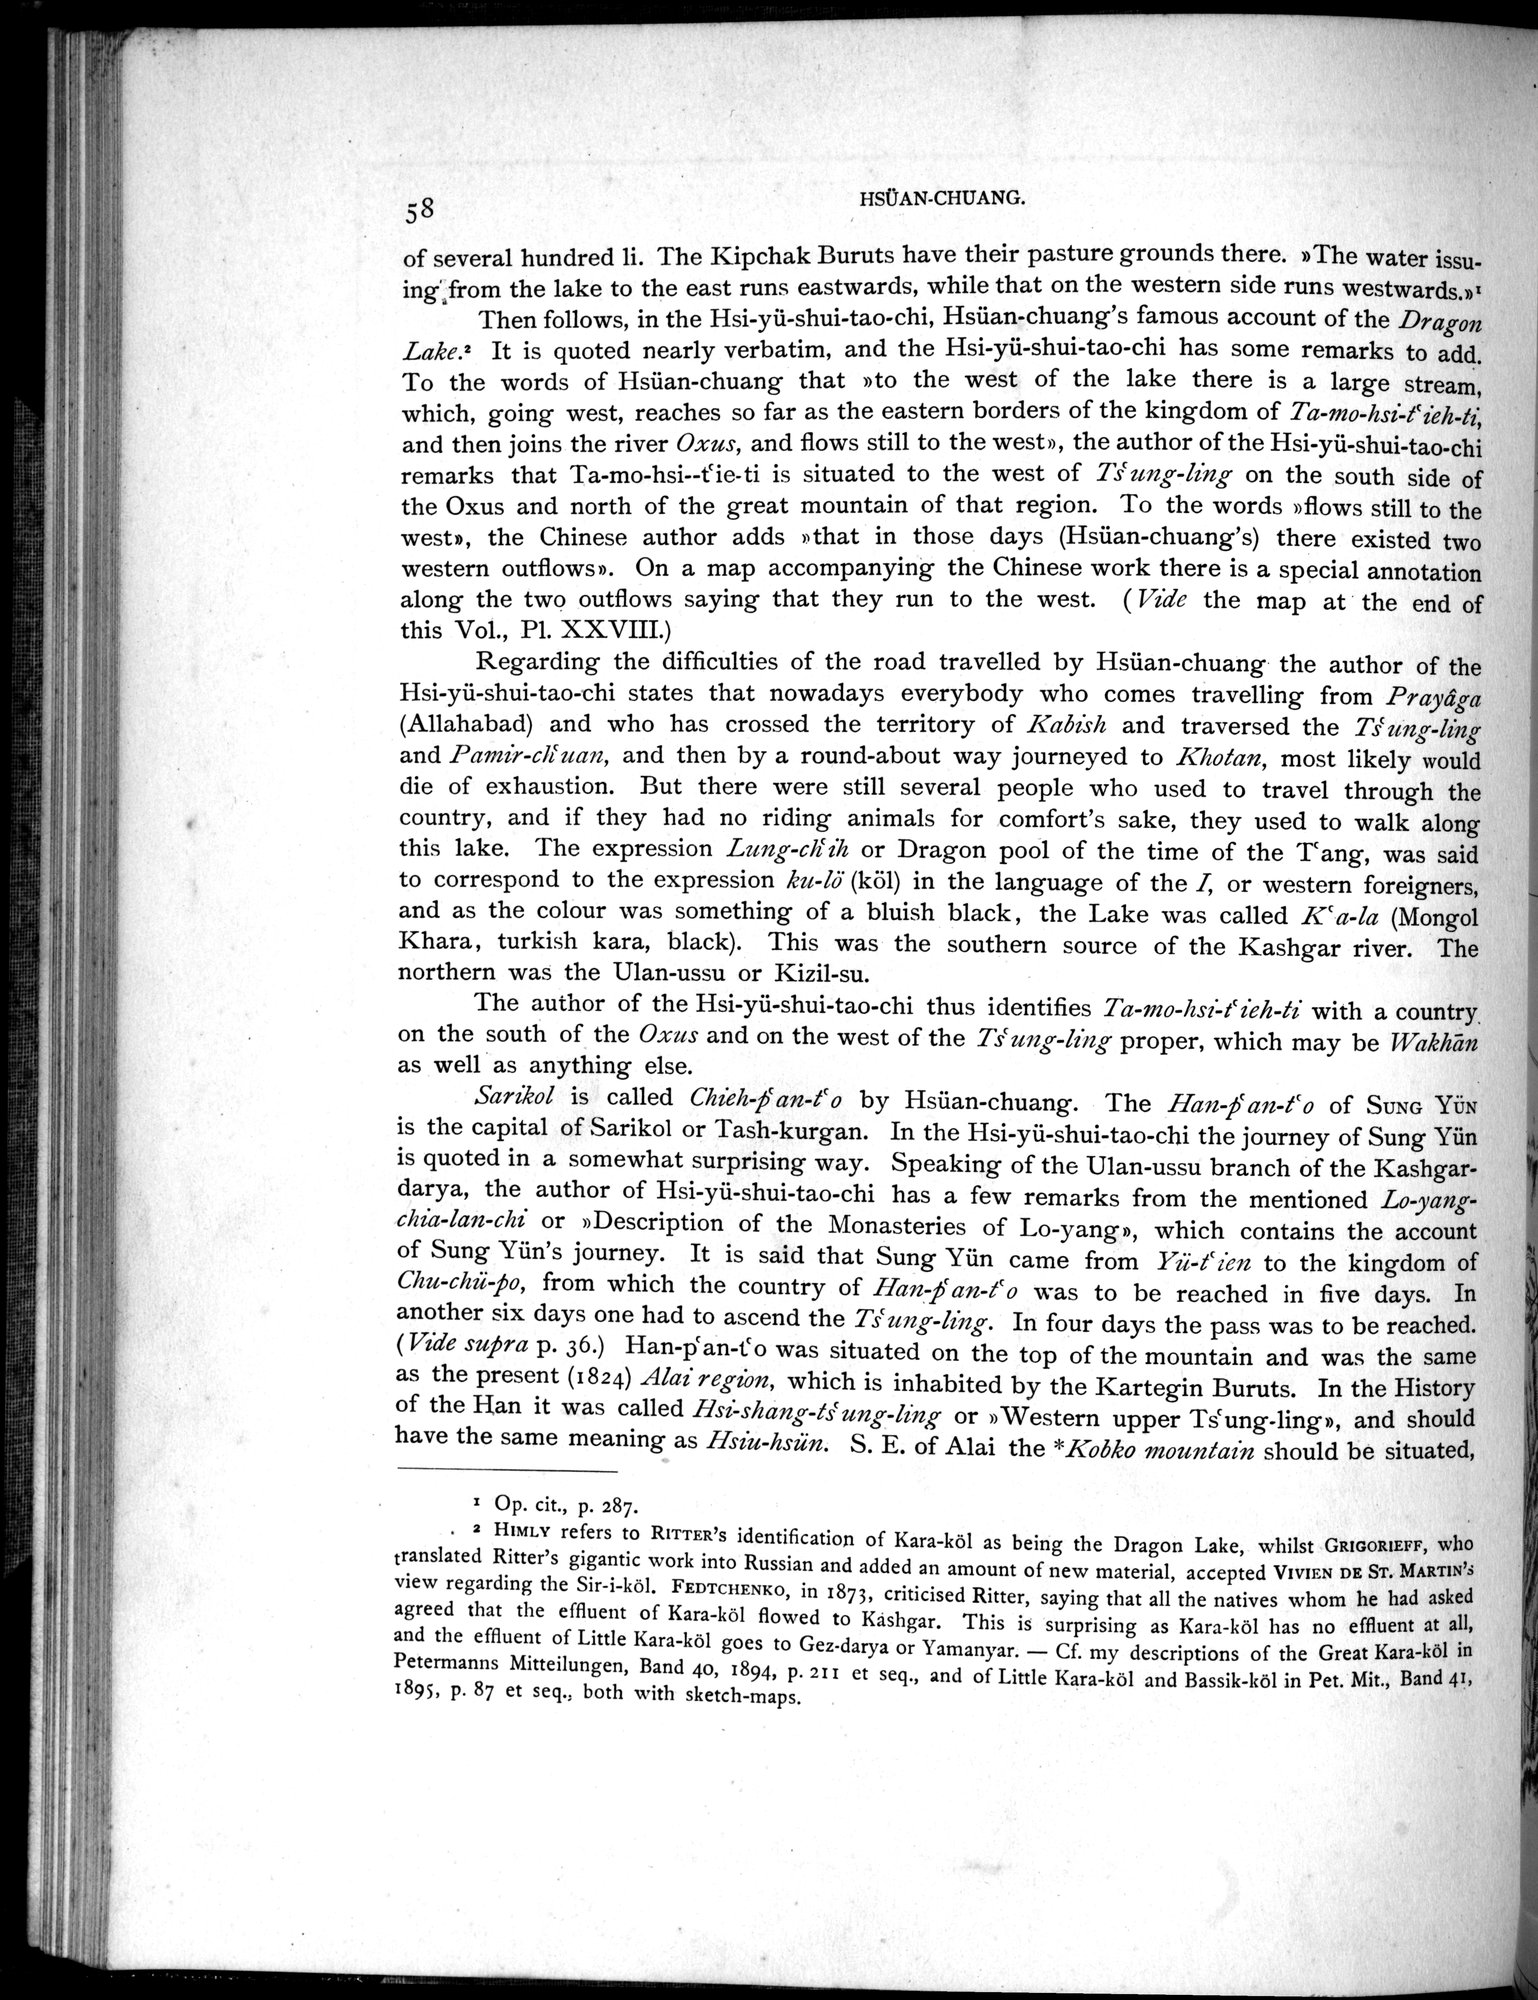 58
HSÜAN-CHUANG.
of several hundred li. The Kipchak Buruts have their pasture grounds there. »The water issu-
ing from the lake to the east runs eastwards, while that on the western side runs westwards.»¹
Then follows, in the Hsi-yü-shui-tao-chi, Hsüan-chuang's famous account of the Dragon
Lake.² It is quoted nearly verbatim, and the Hsi-yü-shui-tao-chi has some remarks to add.
To the words of Hsüan-chuang that »to the west of the lake there is a large stream,
which, going west, reaches so far as the eastern borders of the kingdom of Ta-mo-hsi-tʻieh-ti,
and then joins the river Oxus, and flows still to the west», the author of the Hsi-yü-shui-tao-chi
remarks that Ta-mo-hsi--tʻie-ti is situated to the west of Tsʻung-ling on the south side of
the Oxus and north of the great mountain of that region. To the words »flows still to the
west», the Chinese author adds »that in those days (Hsüan-chuang's) there existed two
western outflows». On a map accompanying the Chinese work there is a special annotation
along the two outflows saying that they run to the west. (Vide the map at the end of
this Vol., Pl. XXVIII.)
Regarding the difficulties of the road travelled by Hsüan-chuang the author of the
Hsi-yü-shui-tao-chi states that nowadays everybody who comes travelling from Prayâga
(Allahabad) and who has crossed the territory of Kabish and traversed the Tsʻung-ling
and Pamir-chʻuan, and then by a round-about way journeyed to Khotan, most likely would
die of exhaustion. But there were still several people who used to travel through the
country, and if they had no riding animals for comfort's sake, they used to walk along
this lake. The expression Lung-chʻih or Dragon pool of the time of the Tʻang, was said
to correspond to the expression ku-lö (köl) in the language of the I, or western foreigners,
and as the colour was something of a bluish black, the Lake was called Kʻa-la (Mongol
Khara, turkish kara, black). This was the southern source of the Kashgar river. The
northern was the Ulan-ussu or Kizil-su.
The author of the Hsi-yü-shui-tao-chi thus identifies Ta-mo-hsi-tʻieh-ti with a country
on the south of the Oxus and on the west of the Tsʻung-ling proper, which may be Wakhān
as well as anything else.
Sarikol is called Chieh-pʻan-tʻo by Hsüan-chuang. The Han-pʻan-tʻo of SUNG YÜN
is the capital of Sarikol or Tash-kurgan. In the Hsi-yü-shui-tao-chi the journey of Sung Yün
is quoted in a somewhat surprising way. Speaking of the Ulan-ussu branch of the Kashgar-
darya, the author of Hsi-yü-shui-tao-chi has a few remarks from the mentioned Lo-yang-
chia-lan-chi or »Description of the Monasteries of Lo-yang», which contains the account
of Sung Yün's journey. It is said that Sung Yün came from Yü-tʻien to the kingdom of
Chu-chü-po, from which the country of Han-pʻan-tʻo was to be reached in five days. In
another six days one had to ascend the Tsʻung-ling. In four days the pass was to be reached.
(Vide supra p. 36.) Han-pʻan-tʻo was situated on the top of the mountain and was the same
as the present (1824) Alai region, which is inhabited by the Kartegin Buruts. In the History
of the Han it was called Hsi-shang-tsʻung-ling or »Western upper Tsʻung-ling», and should
have the same meaning as Hsiu-hsün. S. E. of Alai the *Kobko mountain should be situated,
¹ Op. cit., p. 287.
² HIMLY refers to RITTER's identification of Kara-köl as being the Dragon Lake, whilst GRIGORIEFF, who
translated Ritter's gigantic work into Russian and added an amount of new material, accepted VIVIEN DE ST. MARTIN's
view regarding the Sir-i-köl. FEDTCHENKO, in 1873, criticised Ritter, saying that all the natives whom he had asked
agreed that the effluent of Kara-köl flowed to Kashgar. This is surprising as Kara-köl has no effluent at all,
and the effluent of Little Kara-köl goes to Gez-darya or Yamanyar. — Cf. my descriptions of the Great Kara-köl in
Petermanns Mitteilungen, Band 40, 1894, p. 211 et seq., and of Little Kara-köl and Bassik-köl in Pet. Mit., Band 41,
1895, p. 87 et seq., both with sketch-maps.